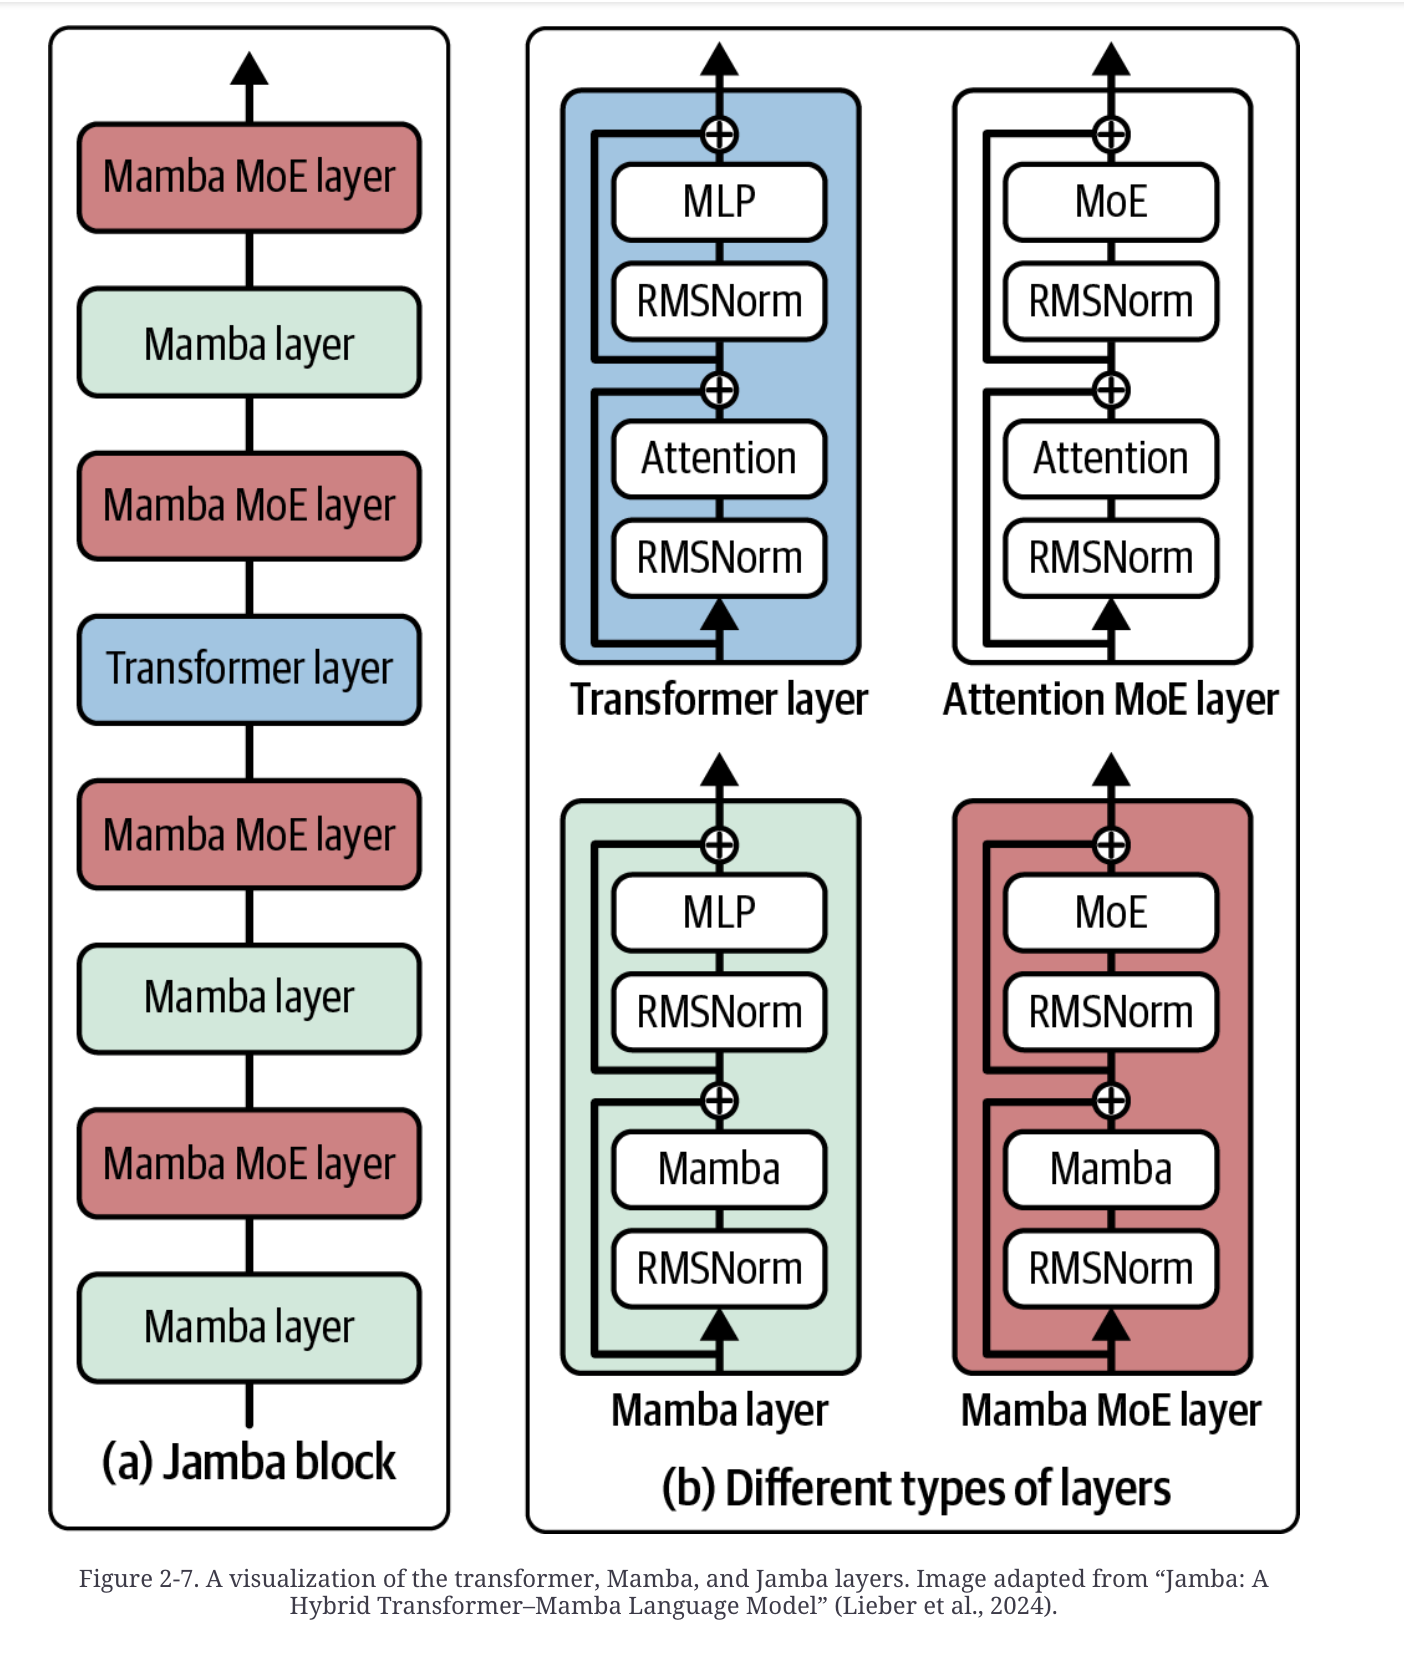 Mamba MoE layer
Mamba layer
Mamba MoE layer
Transformer layer
Mamba MoE layer
Mamba layer
Mamba MoE layer
Mamba layer
(a) Jamba block
MLP
RMSNorm
Attention
RMSNorm
Transformer layer
MoE
RMSNorm
Attention
RMSNorm
Attention MoE layer
MLP
RMSNorm
Mamba
RMSNorm
Mamba layer
MoE
RMSNorm
Mamba
RMSNorm
Mamba MoE layer
(b) Different types of layers
Figure 2-7. A visualization of the transformer, Mamba, and Jamba layers. Image adapted from “Jamba: A
Hybrid Transformer–Mamba Language Model” (Lieber et al., 2024).